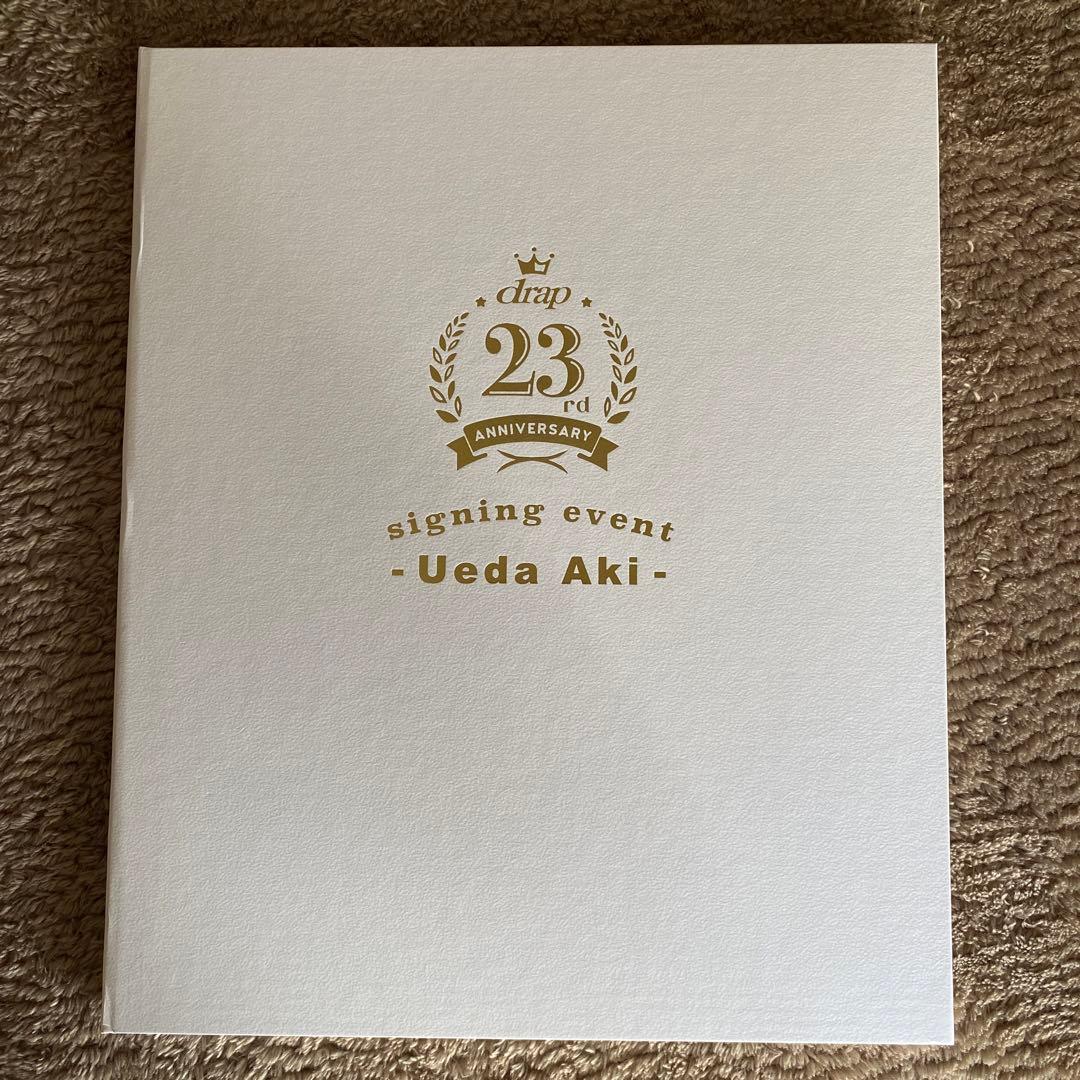 drap
23rd
ANNIVERSARY
signing event
- Ueda Aki -